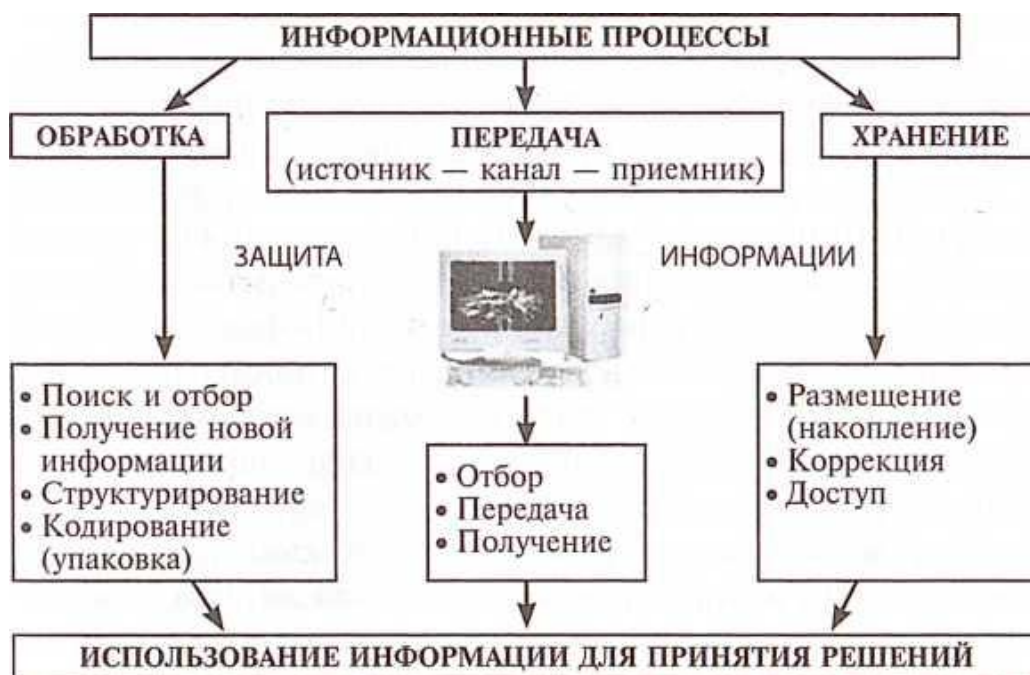 ИНФОРМАЦИОННЫЕ ПРОЦЕССЫ
ОБРАБОТКА
ПЕРЕДАЧА
(источник — канал — приемник)
ХРАНЕНИЕ
ЗАЩИТА
ИНФОРМАЦИИ
• Поиск и отбор
• Получение новой
информации
• Структурирование
• Кодирование
(упаковка)
• Отбор
• Передача
• Получение
• Размещение
(накопление)
• Коррекция
• Доступ
ИСПОЛЬЗОВАНИЕ ИНФОРМАЦИИ ДЛЯ ПРИНЯТИЯ РЕШЕНИЙ